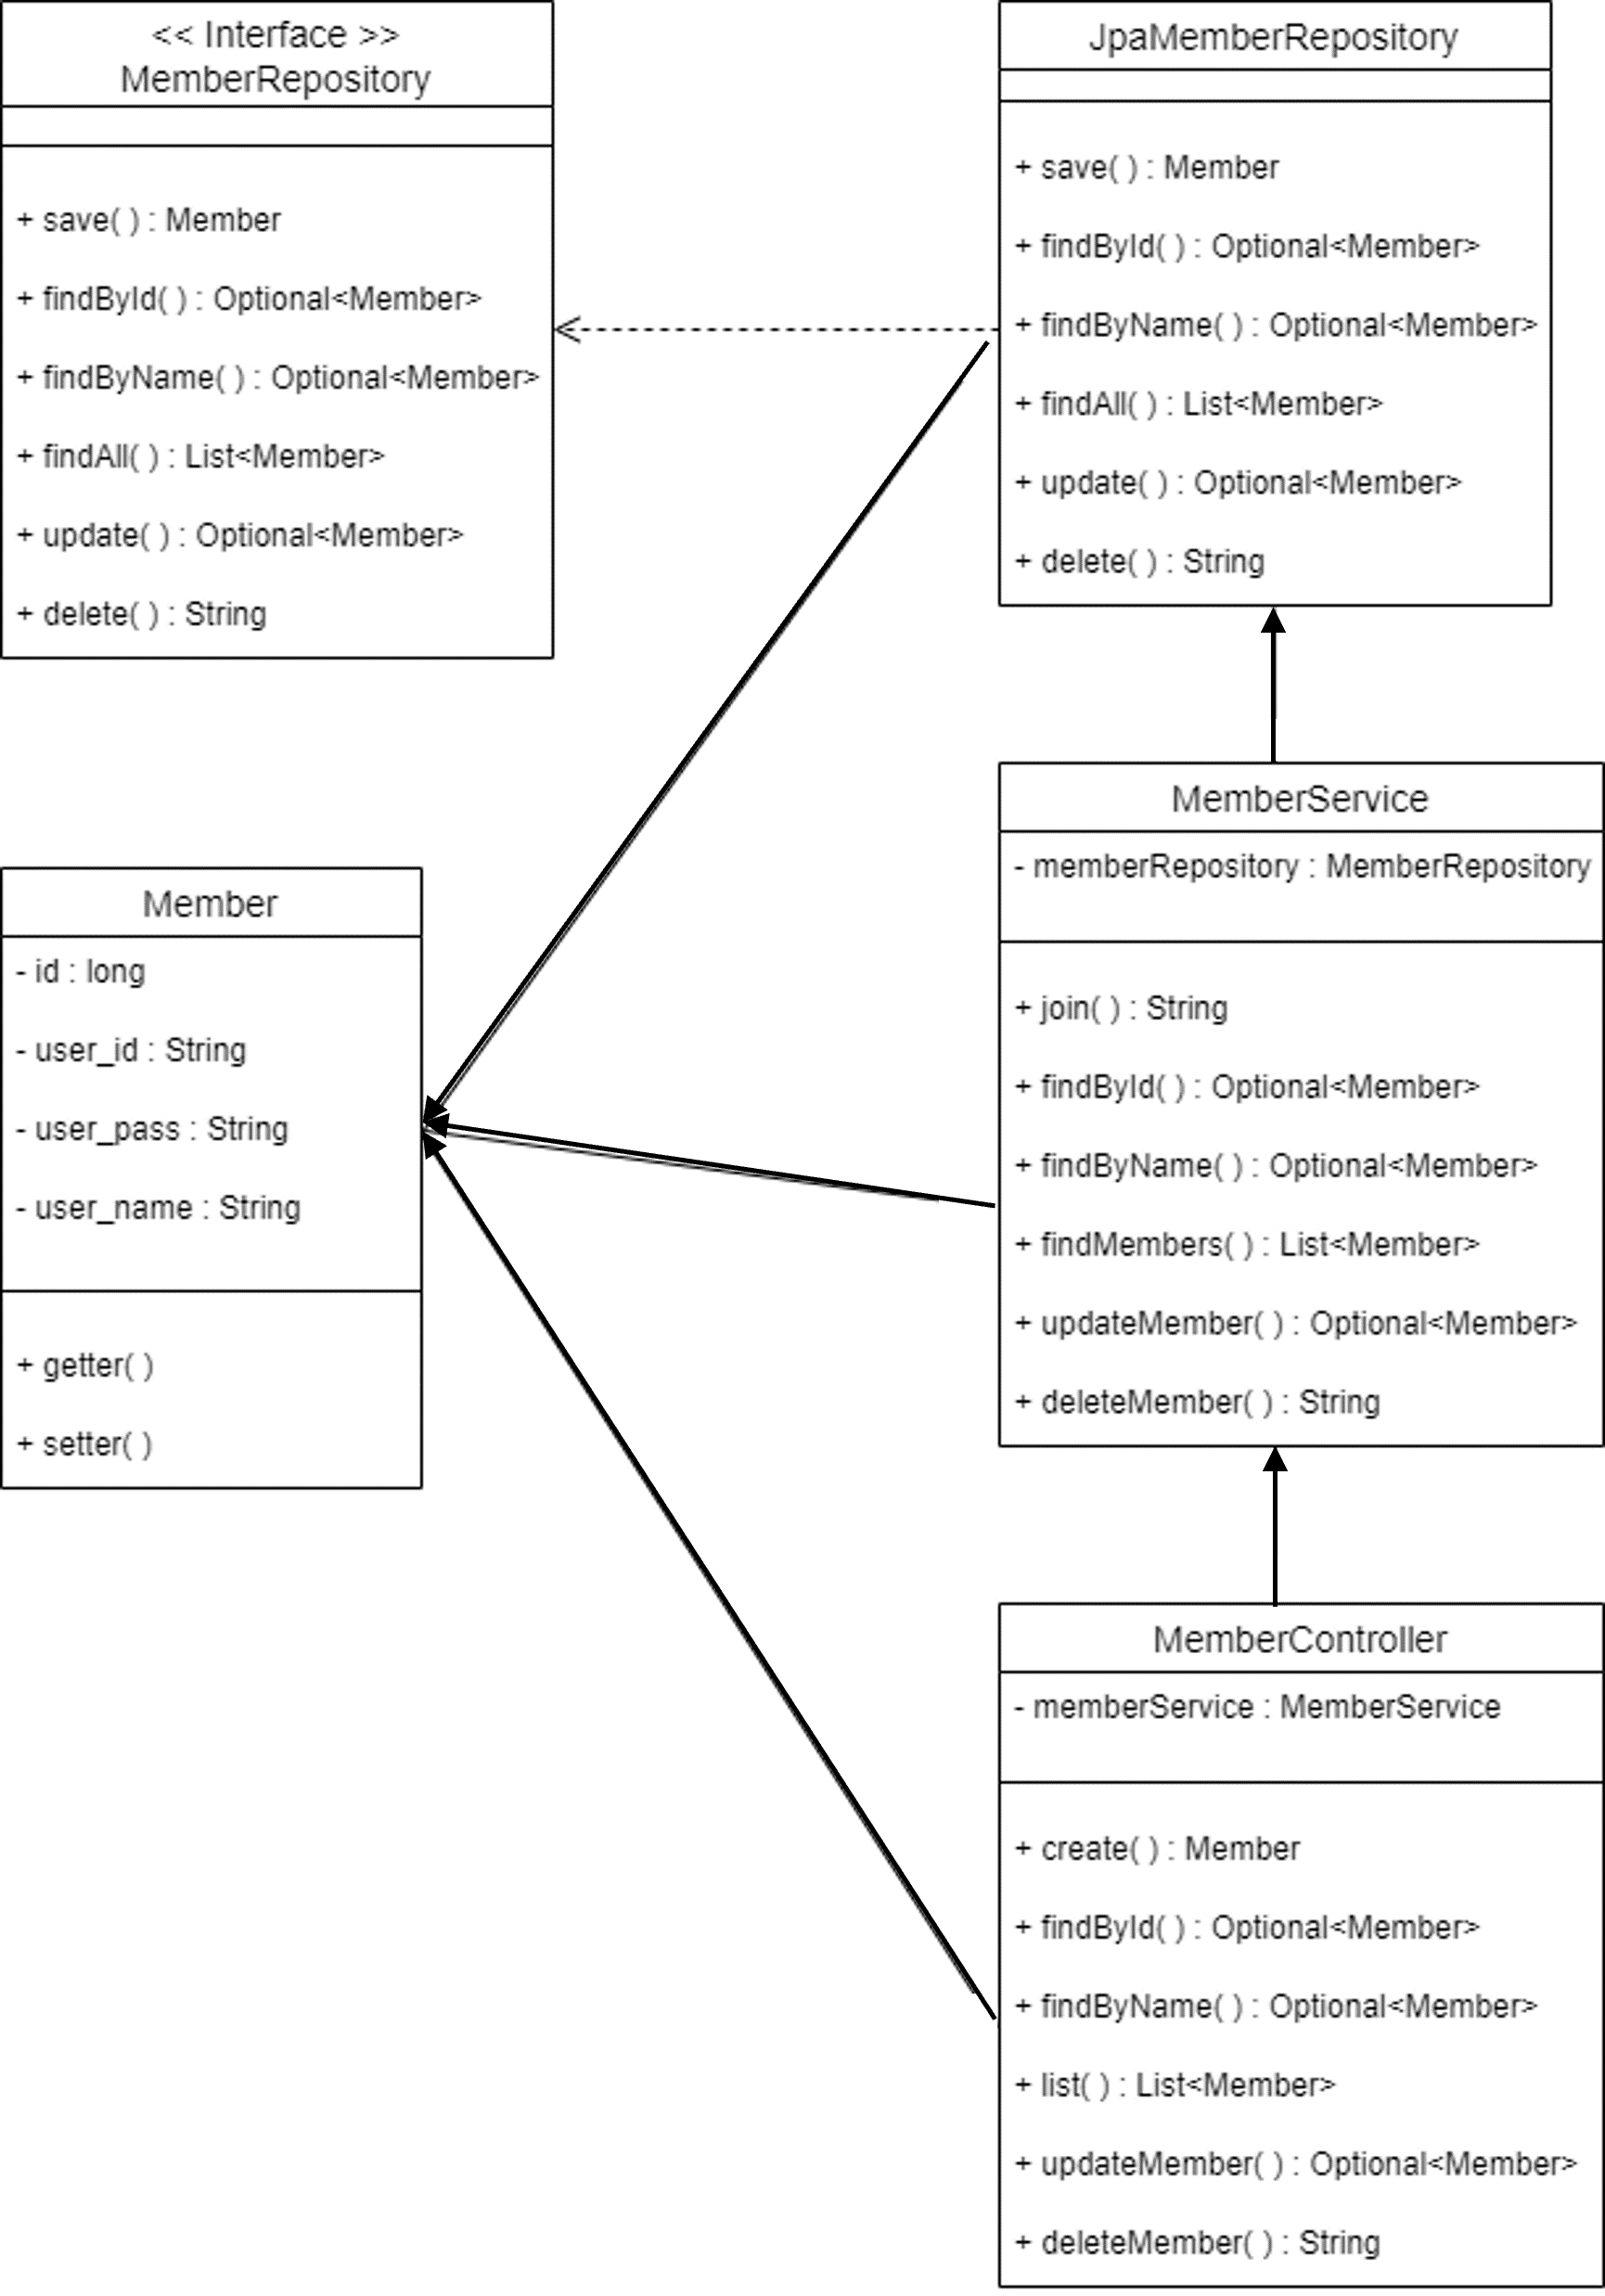 << Interface >>
MemberRepository
+ save( ) : Member
+ findById( ) : Optional<Member>
+ findByName( ) : Optional<Member>
+ findAll( ) : List<Member>
+ update( ) : Optional<Member>
+ delete( ) : String
JpaMemberRepository
+ save( ) : Member
+ findById( ) : Optional<Member>
+ findByName( ) : Optional<Member>
+ findAll( ) : List<Member>
+ update( ) : Optional<Member>
+ delete( ) : String
Member
- id : long
- user_id : String
- user_pass : String
- user_name : String
+ getter( )
+ setter( )
MemberService
- memberRepository : MemberRepository
+ join( ) : String
+ findById( ) : Optional<Member>
+ findByName( ) : Optional<Member>
+ findMembers( ) : List<Member>
+ updateMember( ) : Optional<Member>
+ deleteMember( ) : String
MemberController
- memberService : MemberService
+ create( ) : Member
+ findById( ) : Optional<Member>
+ findByName( ) : Optional<Member>
+ list( ) : List<Member>
+ updateMember( ) : Optional<Member>
+ deleteMember( ) : String